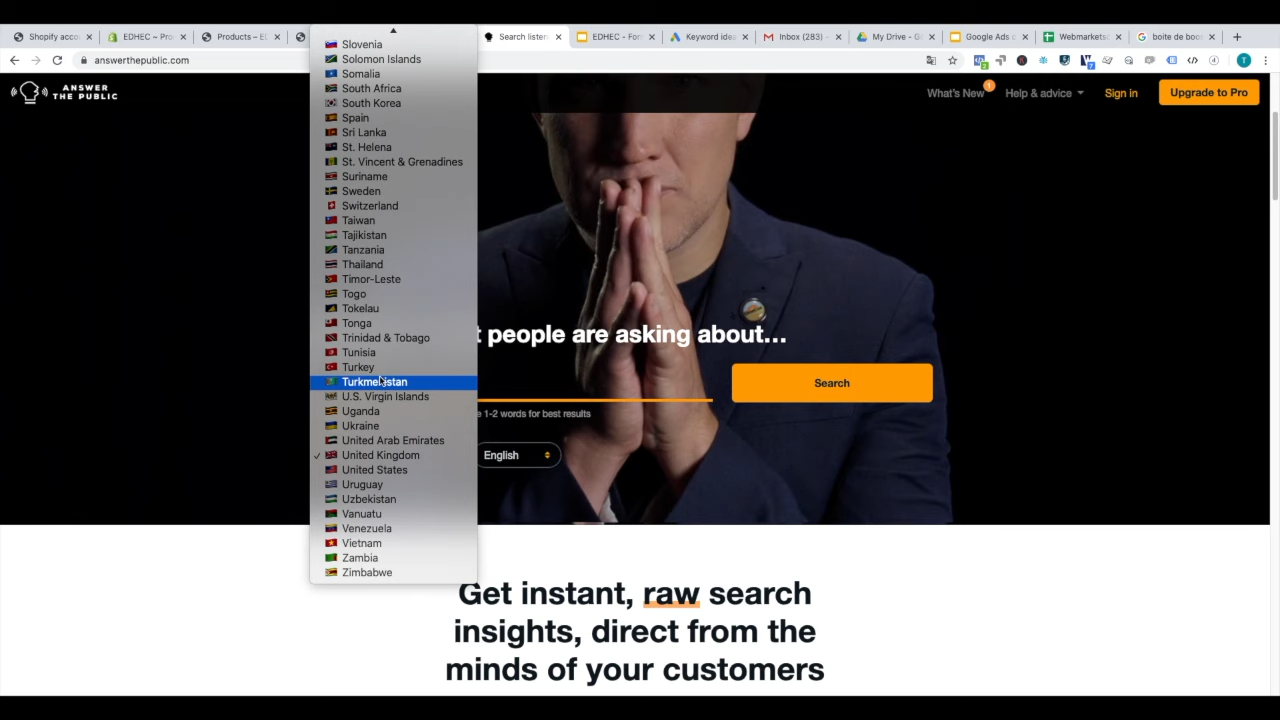 Shopify acco
EDHEC – Pro
Products – E
Search listen
EDHEC - For
Keyword idea
Inbox (283) -
My Drive - G
Google Ads c
Webmarkets
boite de boo
answerthepublic.com
T
ANSWER
THE PUBLIC
What's New
1
Help & advice
Sign in
Upgrade to Pro
Slovenia
Solomon Islands
Somalia
South Africa
South Korea
Spain
Sri Lanka
St. Helena
St. Vincent & Grenadines
Suriname
Sweden
Switzerland
Taiwan
Tajikistan
Tanzania
Thailand
Timor-Leste
Togo
Tokelau
Tonga
Trinidad & Tobago
Tunisia
Turkey
Turkmenistan
U.S. Virgin Islands
Uganda
Ukraine
United Arab Emirates
✓ United Kingdom
United States
Uruguay
Uzbekistan
Vanuatu
Venezuela
Vietnam
Zambia
Zimbabwe
t people are asking about...
Search
e 1-2 words for best results
English
Get instant, raw search
insights, direct from the
minds of your customers